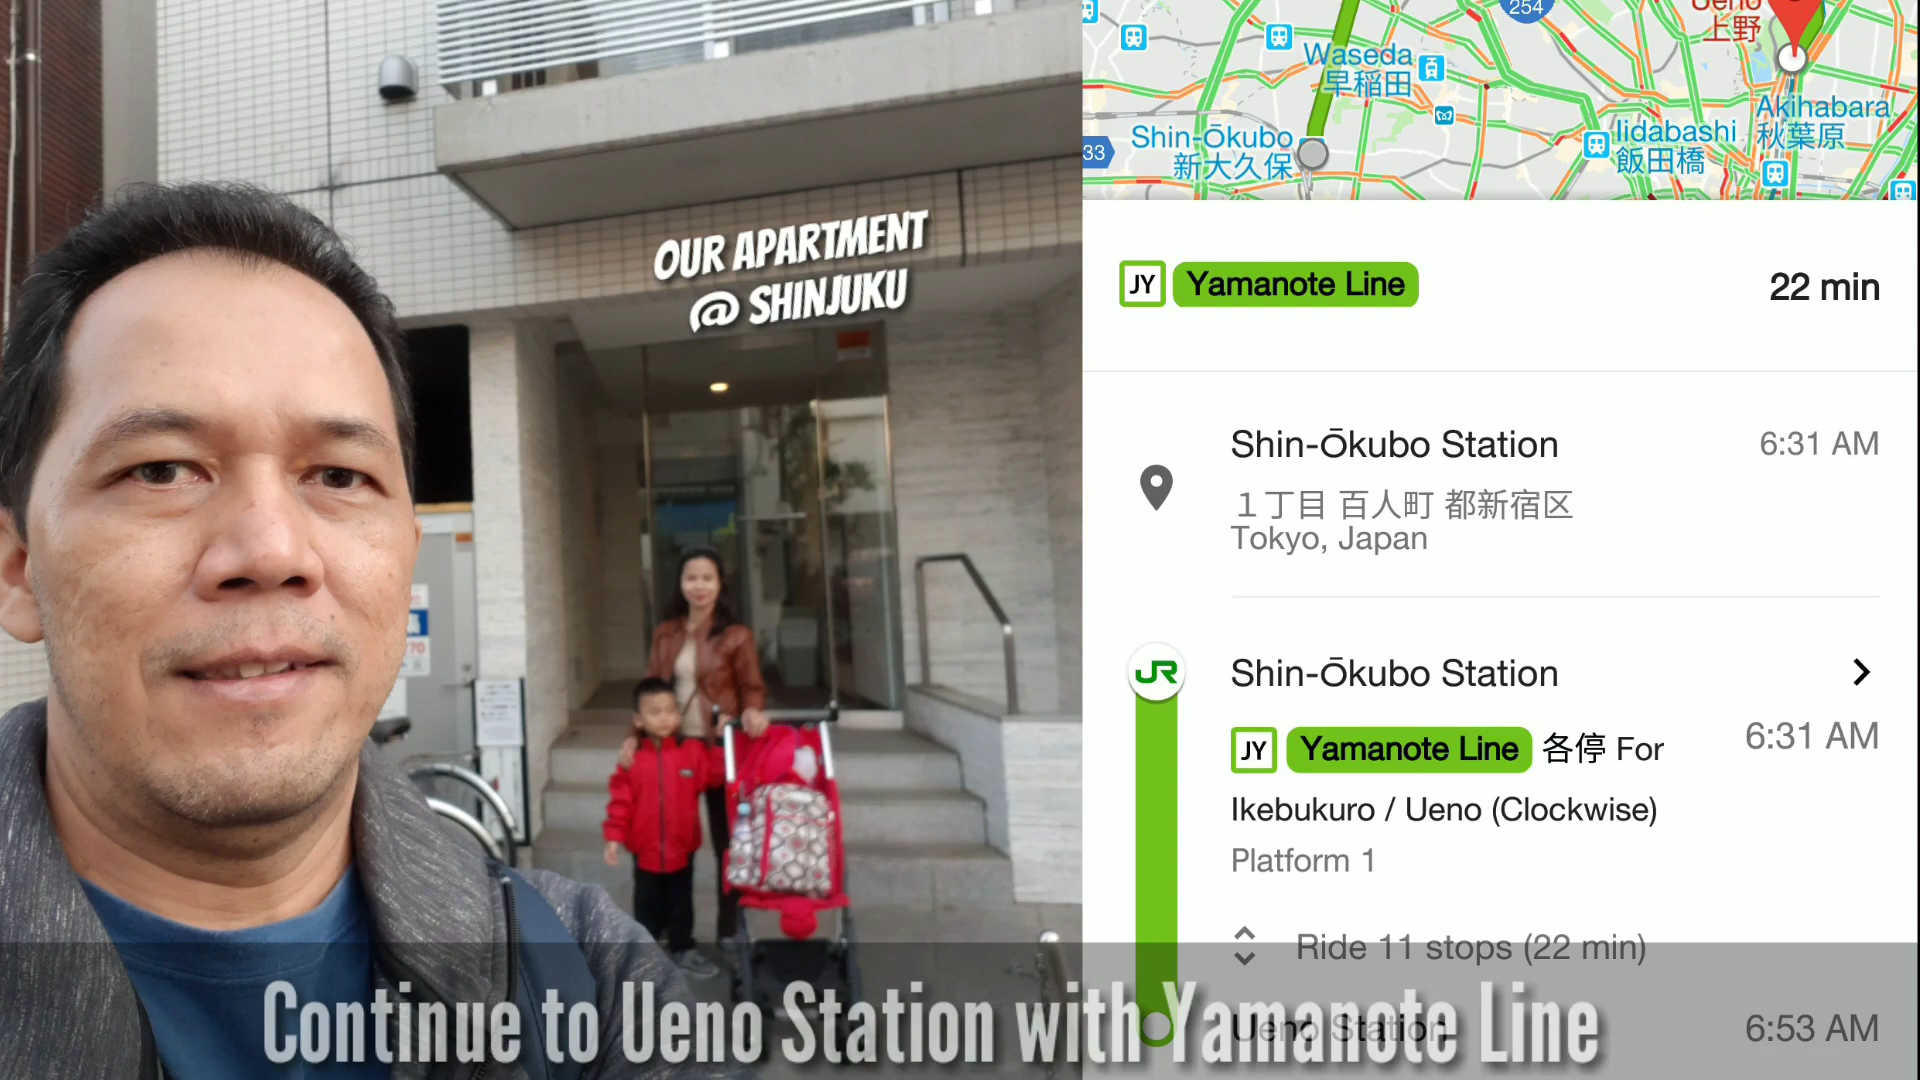 OUR APARTMENT
@ SHINJUKU
254
Ueno
上野
Waseda
早稲田
Akihabara
秋葉原
Iidabashi
飯田橋
Shin-Ōkubo
新大久保
33
JY Yamanote Line 22 min
Shin-Ōkubo Station 6:31 AM
1丁目 百人町 都新宿区
Tokyo, Japan
JR Shin-Ōkubo Station
JY Yamanote Line 各停 For 6:31 AM
Ikebukuro / Ueno (Clockwise)
Platform 1
Ride 11 stops (22 min)
Ueno Station 6:53 AM
Continue to Ueno Station with Yamanote Line